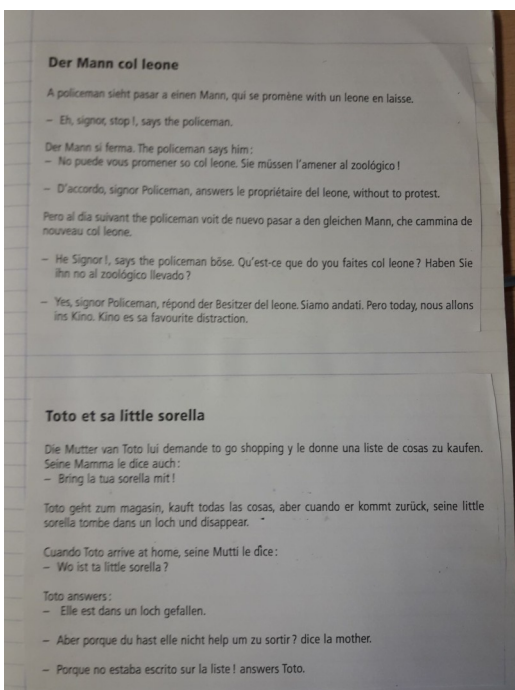 Der Mann col leone
A policeman sieht pasar a einen Mann, qui se promène with un leone en laisse.
– Eh, signor, stop !, says the policeman.
Der Mann si ferma. The policeman says him :
– No puede vous promener so col leone. Sie müssen l'amener al zoológico !
– D'accordo, signor Policeman, answers le propriétaire del leone, without to protest.
Pero al dia suivant the policeman voit de nuevo pasar a den gleichen Mann, che cammina de
nouveau col leone.
– He Signor !, says the policeman böse. Qu'est-ce que do you faites col leone ? Haben Sie
ihn no al zoológico llevado ?
– Yes, signor Policeman, répond der Besitzer del leone. Siamo andati. Pero today, nous allons
ins Kino. Kino es sa favourite distraction.
Toto et sa little sorella
Die Mutter van Toto lui demande to go shopping y le donne una liste de cosas zu kaufen.
Seine Mamma le dice auch :
– Bring la tua sorella mit !
Toto geht zum magasin, kauft todas las cosas, aber cuando er kommt zurück, seine little
sorella tombe dans un loch und disappear.
Cuando Toto arrive at home, seine Mutti le dice :
– Wo ist ta little sorella ?
Toto answers :
– Elle est dans un loch gefallen.
– Aber porque du hast elle nicht help um zu sortir ? dice la mother.
– Porque no estaba escrito sur la liste ! answers Toto.